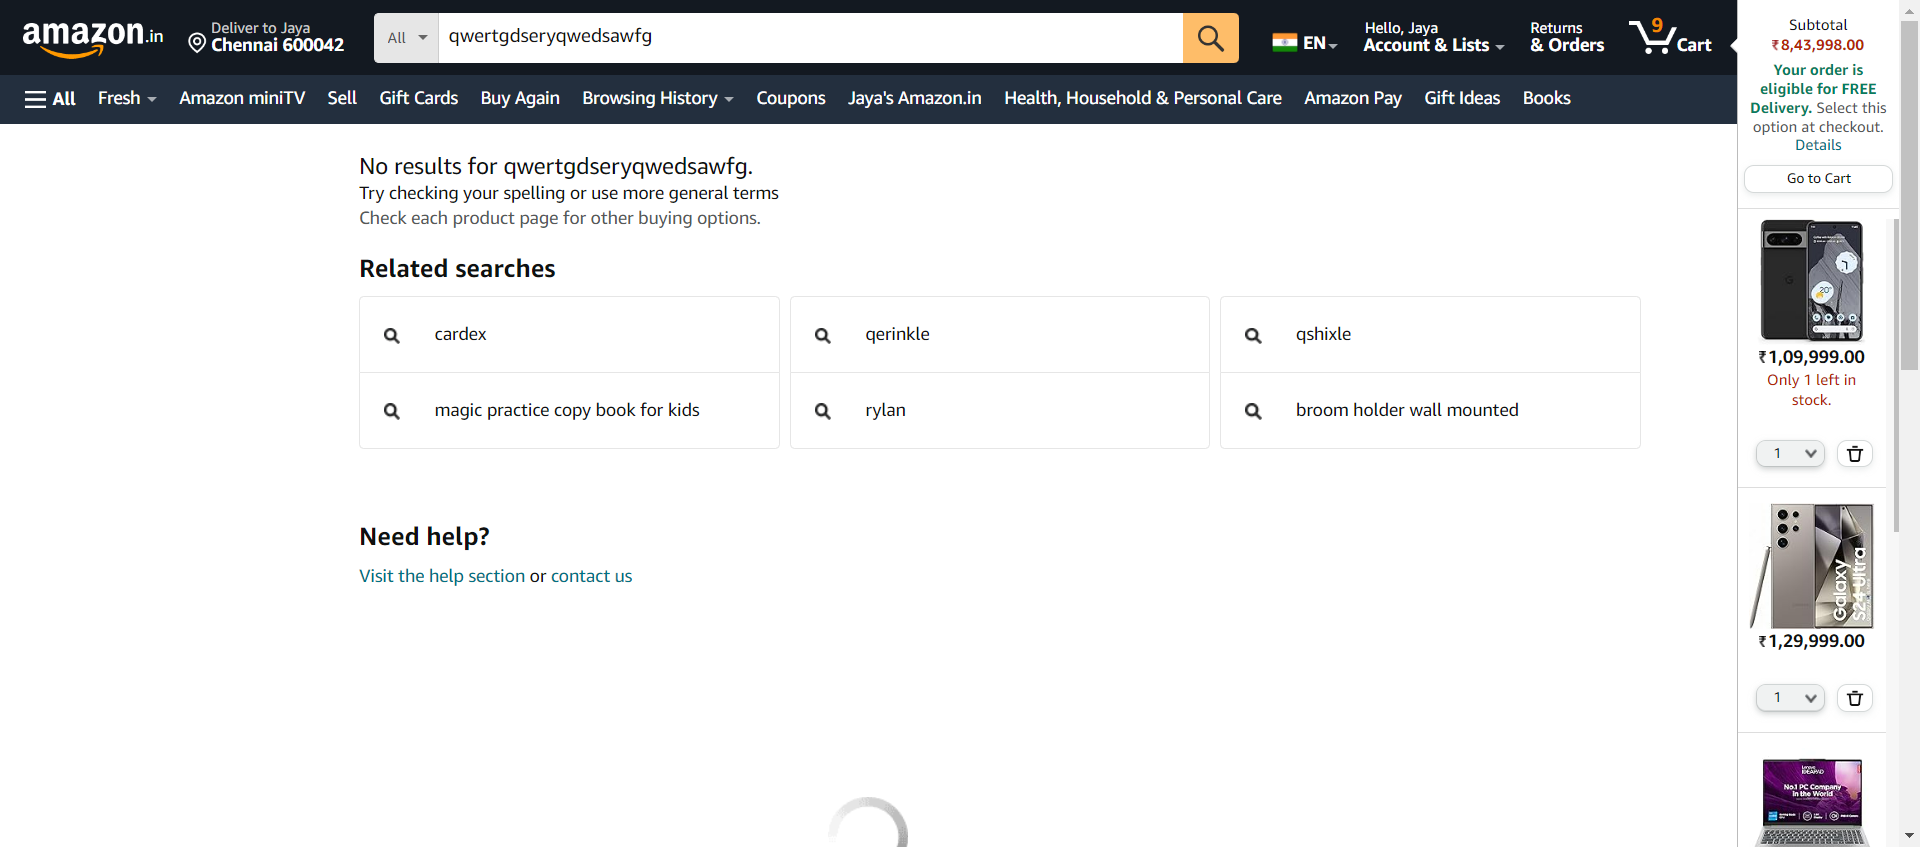 amazon.in
Deliver to Jaya
Chennai 600042
All
qwertgdseryqwedsawfg
EN
Hello, Jaya
Account & Lists
Returns
& Orders
9
Cart
All
Fresh
Amazon miniTV
Sell
Gift Cards
Buy Again
Browsing History
Coupons
Jaya's Amazon.in
Health, Household & Personal Care
Amazon Pay
Gift Ideas
Books
No results for qwertgdseryqwedsawfg.
Try checking your spelling or use more general terms
Check each product page for other buying options.
Related searches
cardex
qerinkle
qshixle
magic practice copy book for kids
rylan
broom holder wall mounted
Need help?
Visit the help section or contact us
Subtotal
₹8,43,998.00
Your order is
eligible for FREE
Delivery. Select this
option at checkout.
Details
Go to Cart
20°
₹1,09,999.00
Only 1 left in
stock.
1
Galaxy
S24 Ultra
₹1,29,999.00
1
Lenovo
IDEAPAD
No.1 PC Company
in the World